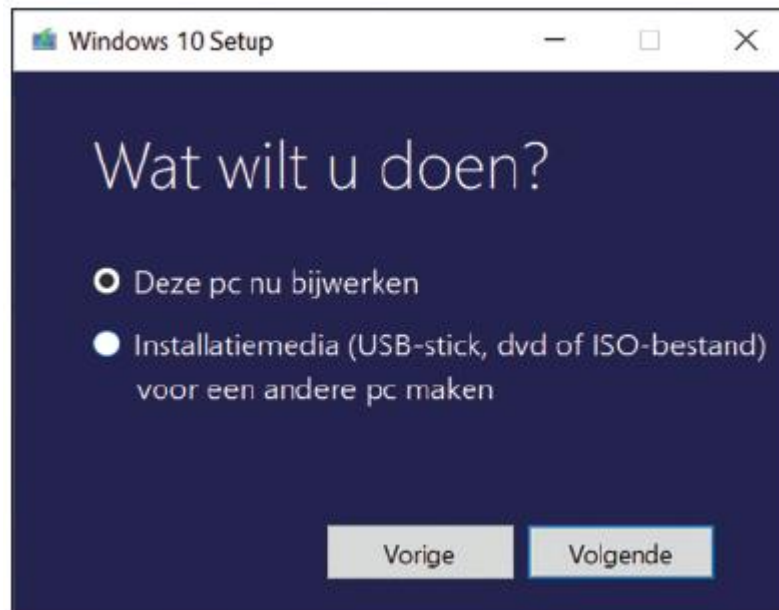 Windows 10 Setup
Wat wilt u doen?
Deze pc nu bijwerken
Installatiemedia (USB-stick, dvd of ISO-bestand)
voor een andere pc maken
Vorige
Volgende